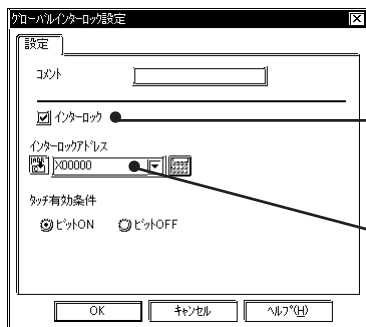 ｸﾞﾛｰﾊﾞﾙｲﾝﾀｰﾛｯｸ設定
設定
ｺﾒﾝﾄ
ｲﾝﾀｰﾛｯｸ
ｲﾝﾀｰﾛｯｸｱﾄﾞﾚｽ
X00000
ﾀｯﾁ有効条件
ﾋﾞｯﾄON ﾋﾞｯﾄOFF
OK ｷｬﾝｾﾙ ﾍﾙﾌﾟ(H)